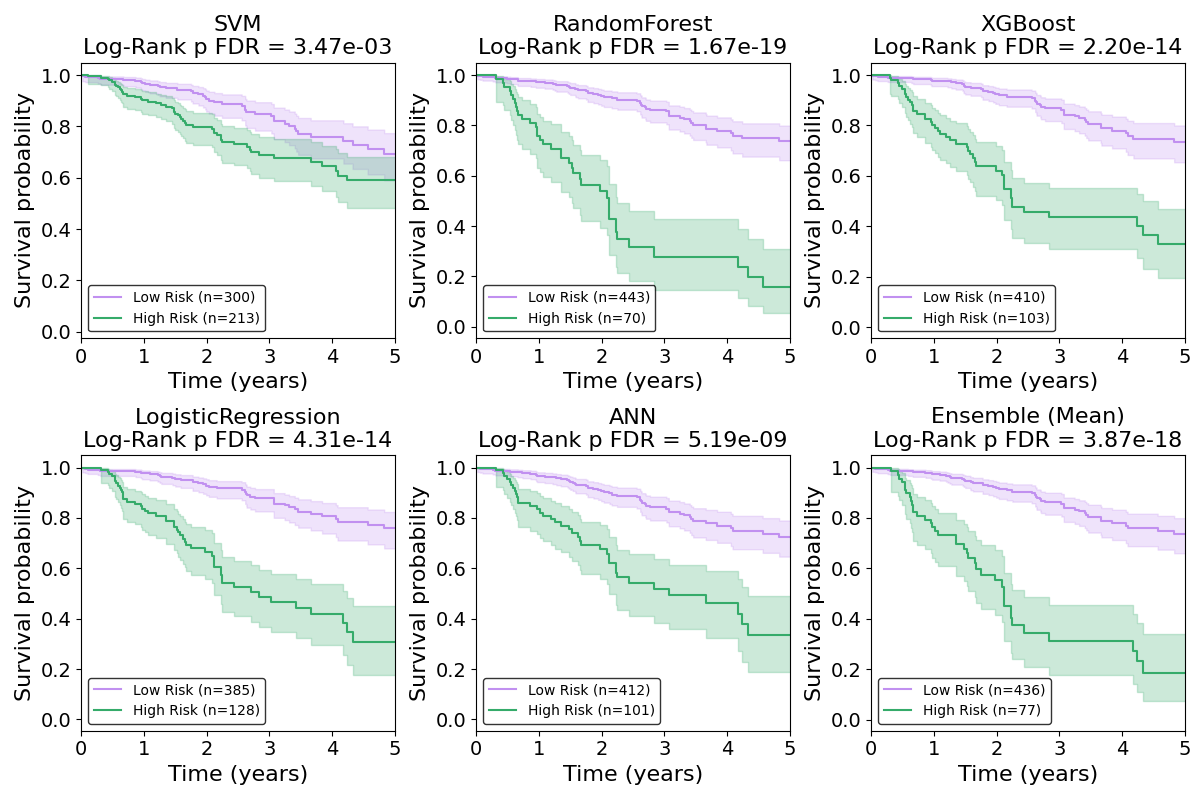 SVM
Log-Rank p FDR = 3.47e-03
Survival probability
1.0
0.8
0.6
0.4
0.2
0.0
Low Risk (n=300)
High Risk (n=213)
0 1 2 3 4 5
Time (years)
RandomForest
Log-Rank p FDR = 1.67e-19
Survival probability
1.0
0.8
0.6
0.4
0.2
0.0
Low Risk (n=443)
High Risk (n=70)
0 1 2 3 4 5
Time (years)
XGBoost
Log-Rank p FDR = 2.20e-14
Survival probability
1.0
0.8
0.6
0.4
0.2
0.0
Low Risk (n=410)
High Risk (n=103)
0 1 2 3 4 5
Time (years)
LogisticRegression
Log-Rank p FDR = 4.31e-14
Survival probability
1.0
0.8
0.6
0.4
0.2
0.0
Low Risk (n=385)
High Risk (n=128)
0 1 2 3 4 5
Time (years)
ANN
Log-Rank p FDR = 5.19e-09
Survival probability
1.0
0.8
0.6
0.4
0.2
0.0
Low Risk (n=412)
High Risk (n=101)
0 1 2 3 4 5
Time (years)
Ensemble (Mean)
Log-Rank p FDR = 3.87e-18
Survival probability
1.0
0.8
0.6
0.4
0.2
0.0
Low Risk (n=436)
High Risk (n=77)
0 1 2 3 4 5
Time (years)